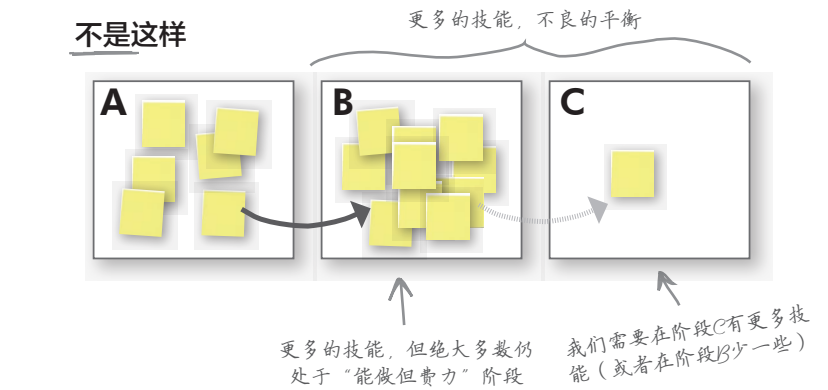 更多的技能，不良的平衡
不是这样
A
B
C
更多的技能，但绝大多数仍
处于“能做但费力”阶段
我们需要在阶段C有更多技
能（或者在阶段B少一些）